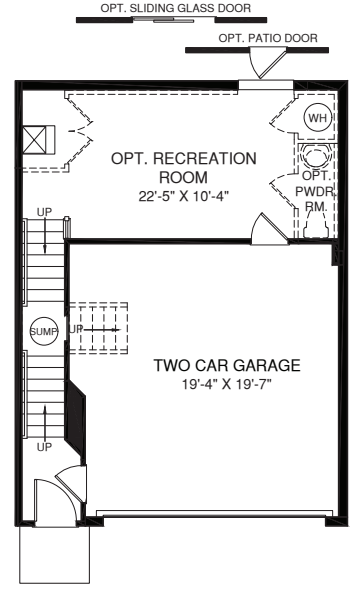 OPT. SLIDING GLASS DOOR
OPT. PATIO DOOR
WH
OPT. RECREATION
ROOM
22'-5" X 10'-4"
OPT.
PWDR.
RM.
UP
SUMP
UP
TWO CAR GARAGE
19'-4" X 19'-7"
UP